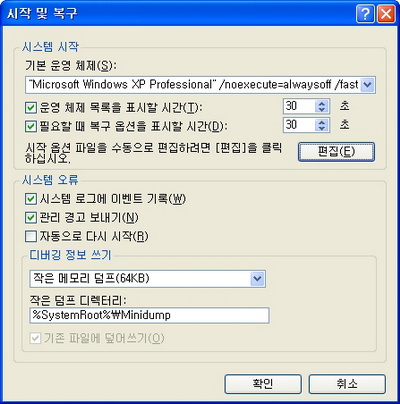 시작 및 복구
시스템 시작
기본 운영 체제(S):
"Microsoft Windows XP Professional" /noexecute=alwaysoff /fast
운영 체제 목록을 표시할 시간(T): 30 초
필요할 때 복구 옵션을 표시할 시간(D): 30 초
시작 옵션 파일을 수동으로 편집하려면 [편집]을 클릭
하십시오.
편집(E)
시스템 오류
시스템 로그에 이벤트 기록(W)
관리 경고 보내기(N)
자동으로 다시 시작(R)
디버깅 정보 쓰기
작은 메모리 덤프(64KB)
작은 덤프 디렉터리:
%SystemRoot%₩Minidump
기존 파일에 덮어쓰기(O)
확인 취소